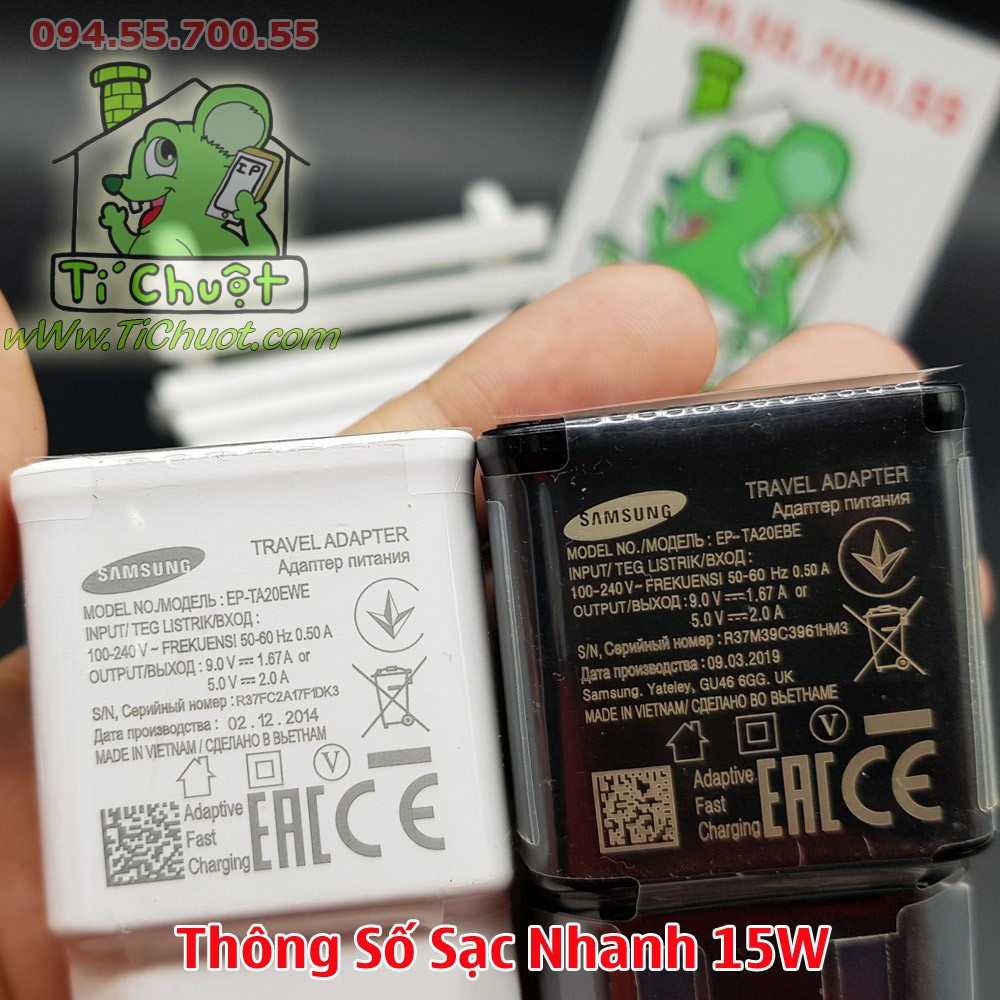 094.55.700.55
094.55.700.55
IP
Tí Chuột
wWw.TiChuot.com
SAMSUNG
TRAVEL ADAPTER
Адаптер питания
MODEL NO./МОДЕЛЬ : EP-TA20EWE
INPUT/ TEG LISTRIK/ВХОД :
100-240 V ~ FREKUENSI 50-60 Hz 0.50 A
OUTPUT/ВЫХОД : 9.0 V ⎓ 1.67 A or
5.0 V ⎓ 2.0 A
S/N, Серийный номер : R37FC2A17F1DK3
Дата производства : 02.12.2014
MADE IN VIETNAM / СДЕЛАНО ВО ВЬЕТНАМ
V
Adaptive
Fast
Charging
EAC CE
SAMSUNG
TRAVEL ADAPTER
Адаптер питания
MODEL NO./МОДЕЛЬ : EP-TA20EBE
INPUT/ TEG LISTRIK/ВХОД :
100-240 V~ FREKUENSI 50-60 Hz 0.50 A
OUTPUT/ВЫХОД : 9.0 V ⎓ 1.67 A or
5.0 V ⎓ 2.0 A
S/N, Серийный номер : R37M39C3961HM3
Дата производства : 09.03.2019
Samsung. Yateley, GU46 6GG. UK
MADE IN VIETNAM/ СДЕЛАНО ВО ВЬЕТНАМЕ
V
Adaptive
Fast
Charging
EAC CE
Thông Số Sạc Nhanh 15W